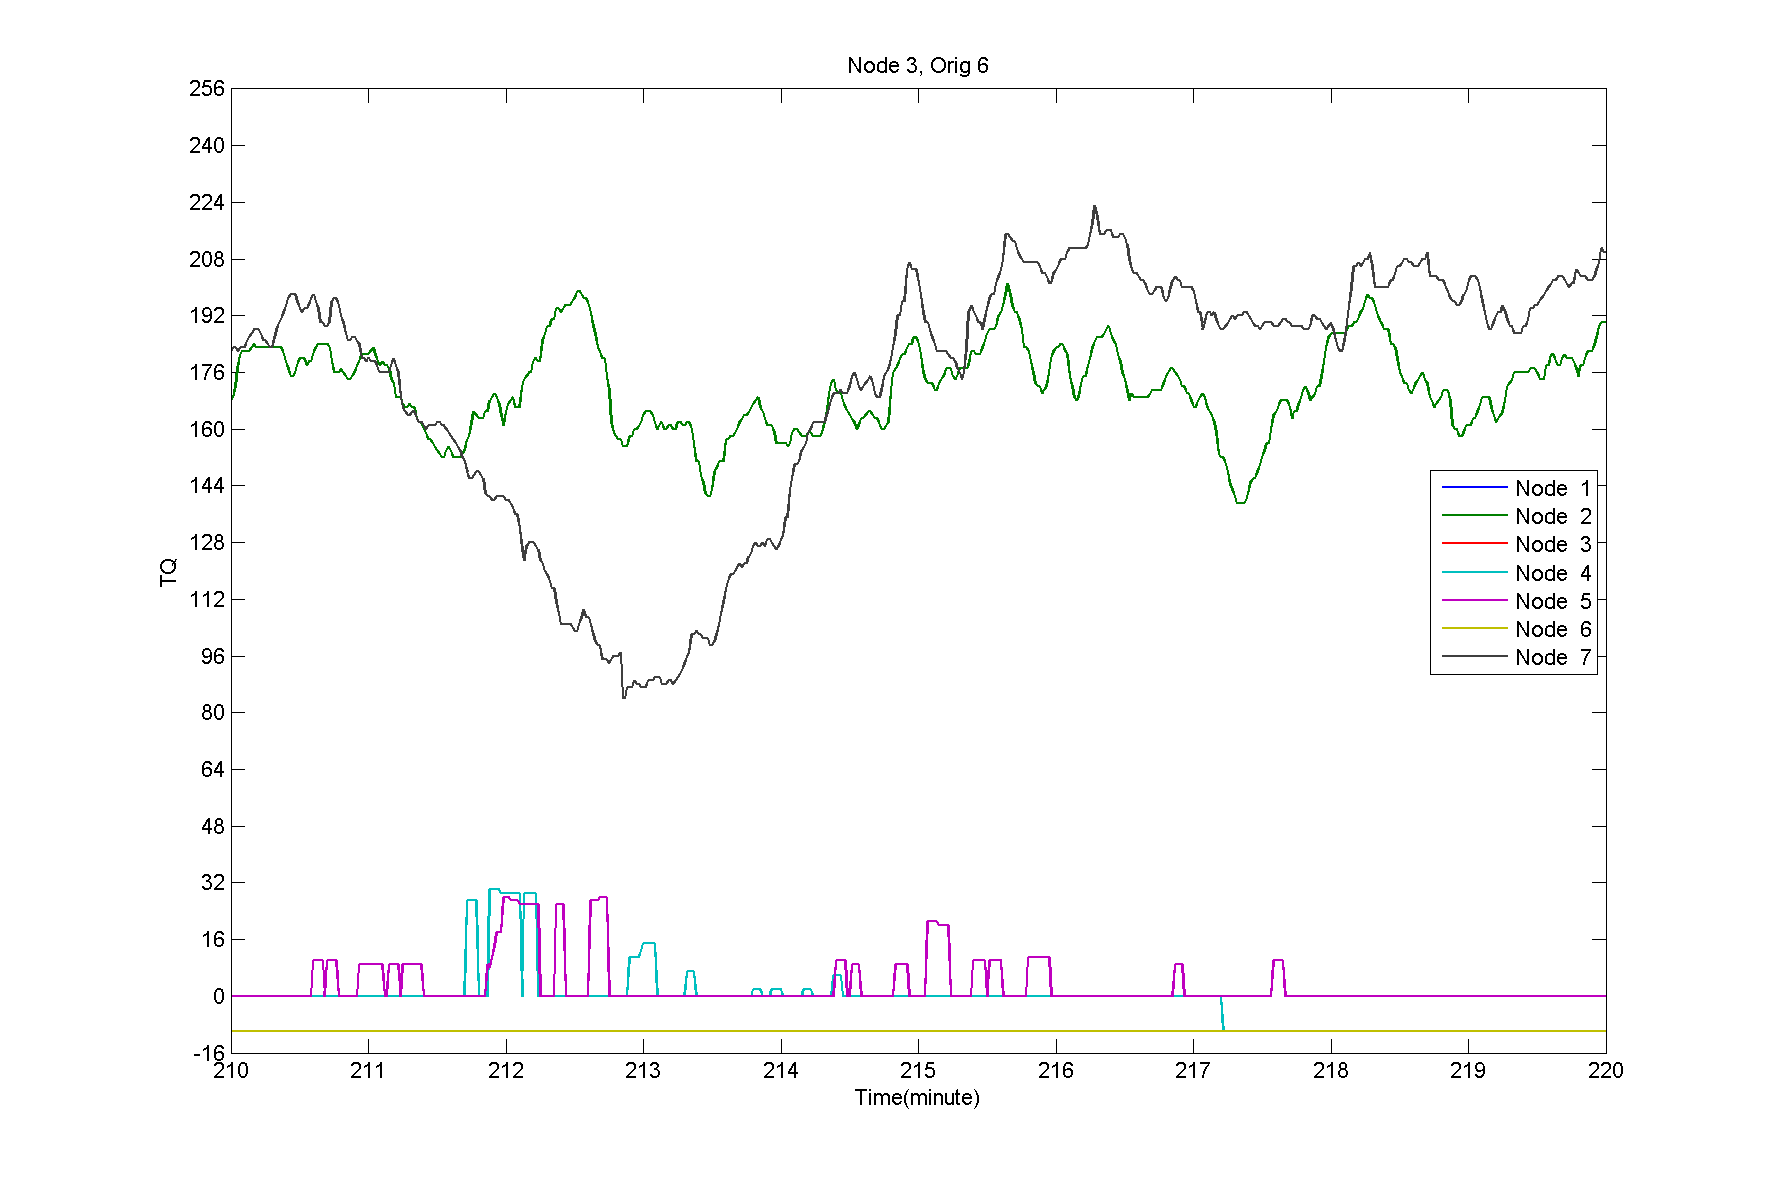 Node 3, Orig 6
256
240
224
208
192
176
160
144
128
112
96
80
64
48
32
16
0
-16
TQ
Node 1
Node 2
Node 3
Node 4
Node 5
Node 6
Node 7
210 211 212 213 214 215 216 217 218 219 220
Time(minute)